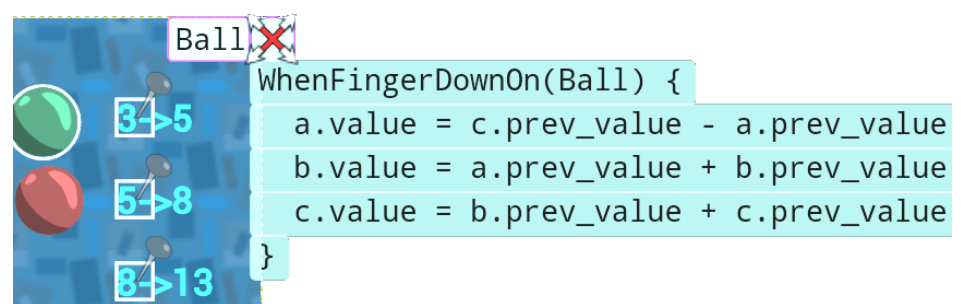 Ball
WhenFingerDownOn(Ball) {
3->5
a.value = c.prev_value - a.prev_value
5->8
b.value = a.prev_value + b.prev_value
c.value = b.prev_value + c.prev_value
}
8->13